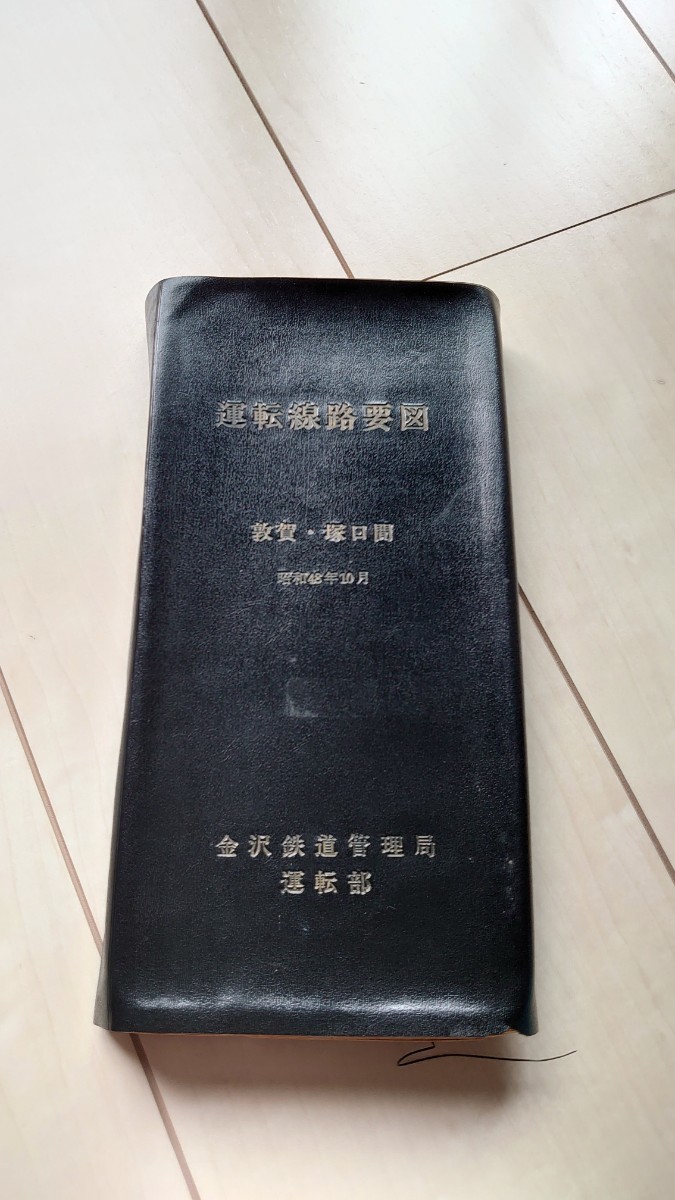 運転線路要図
敦賀・塚口間
昭和48年10月
金沢鉄道管理局
運転部